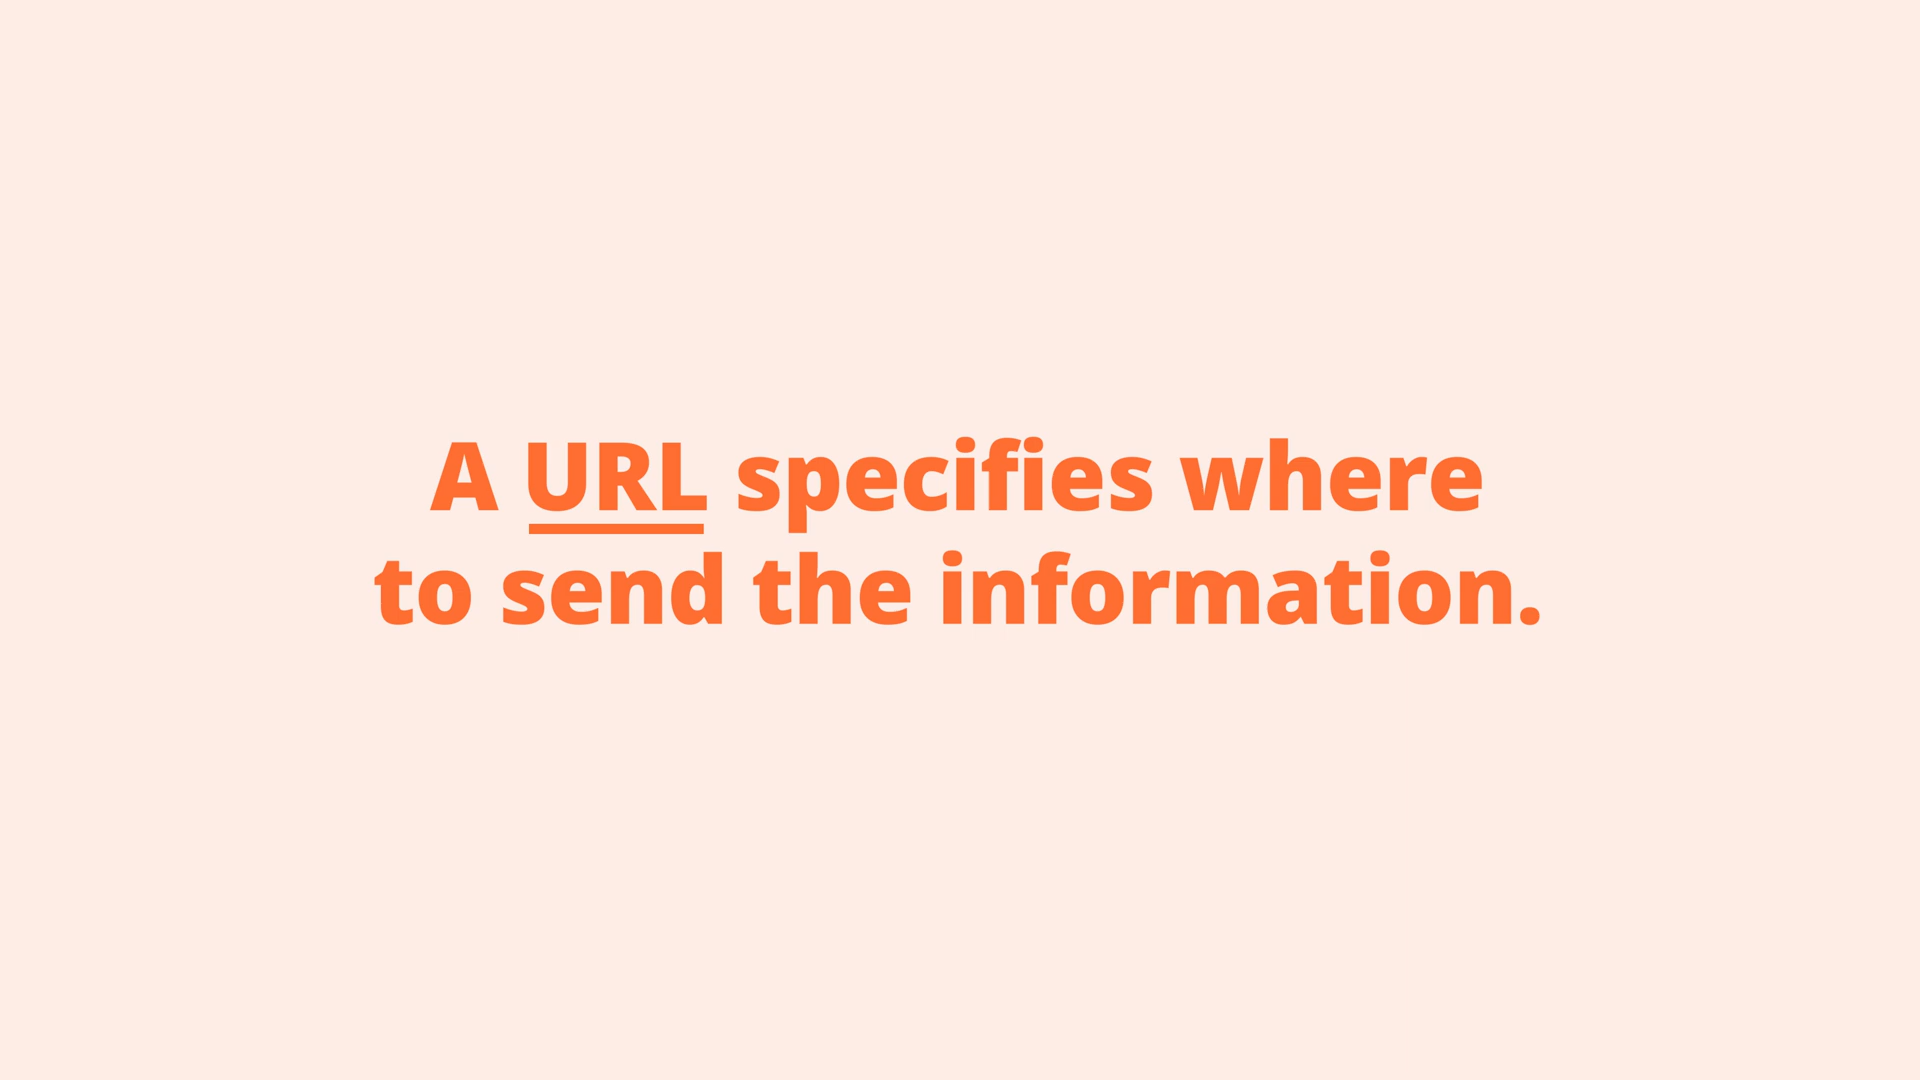 A URL specifies where
to send the information.